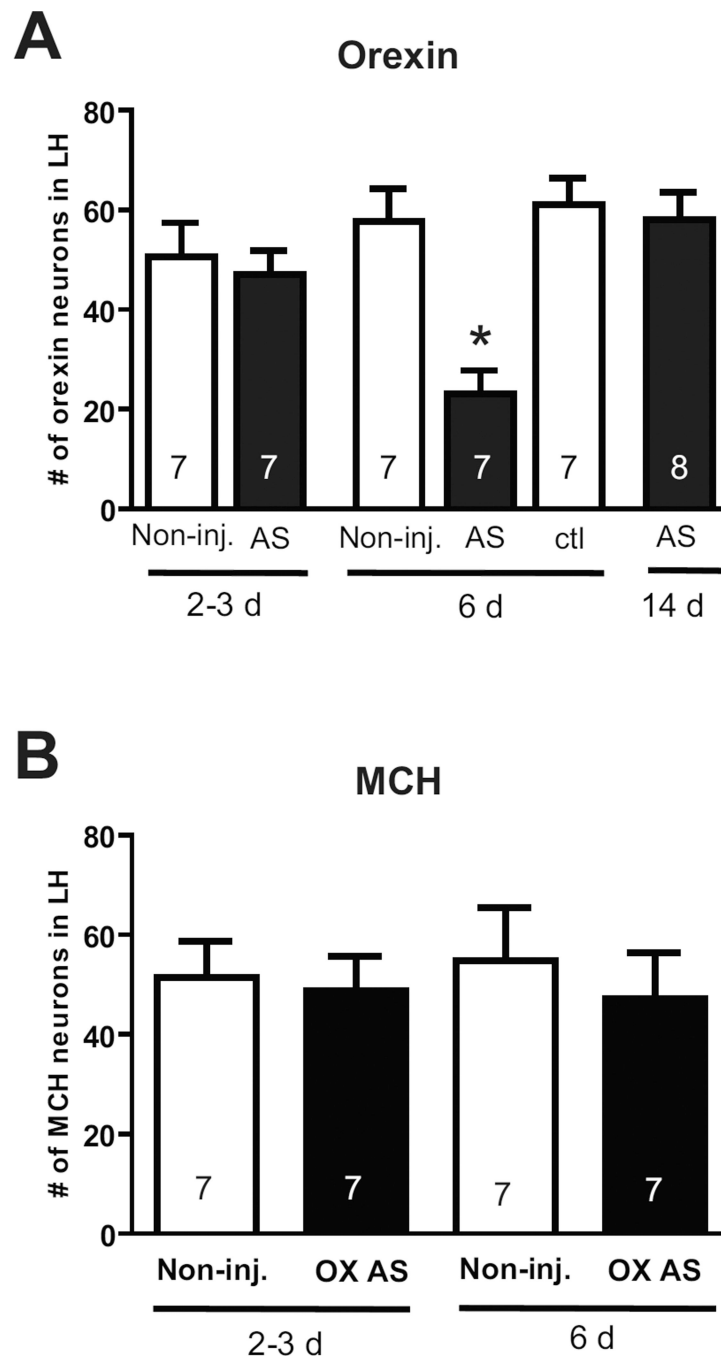 A
Orexin
# of orexin neurons in LH
80
60
40
20
0
*
7 7 7 7 7 8
Non-inj. AS Non-inj. AS ctl AS
2-3 d 6 d 14 d
B
MCH
# of MCH neurons in LH
80
60
40
20
0
7 7 7 7
Non-inj. OX AS Non-inj. OX AS
2-3 d 6 d